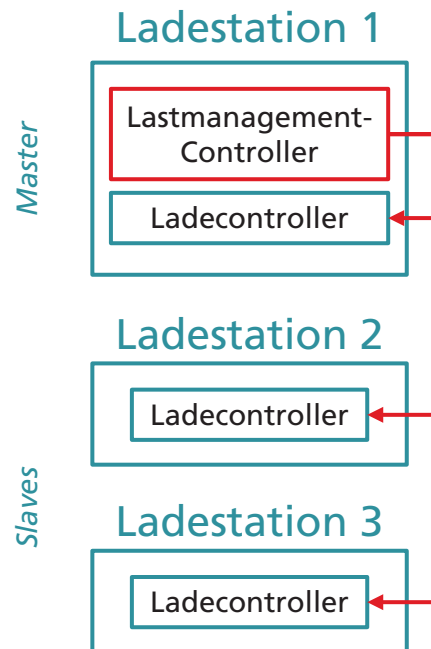 Ladestation 1
Master
Lastmanagement-
Controller
Ladecontroller
Ladestation 2
Ladecontroller
Slaves
Ladestation 3
Ladecontroller